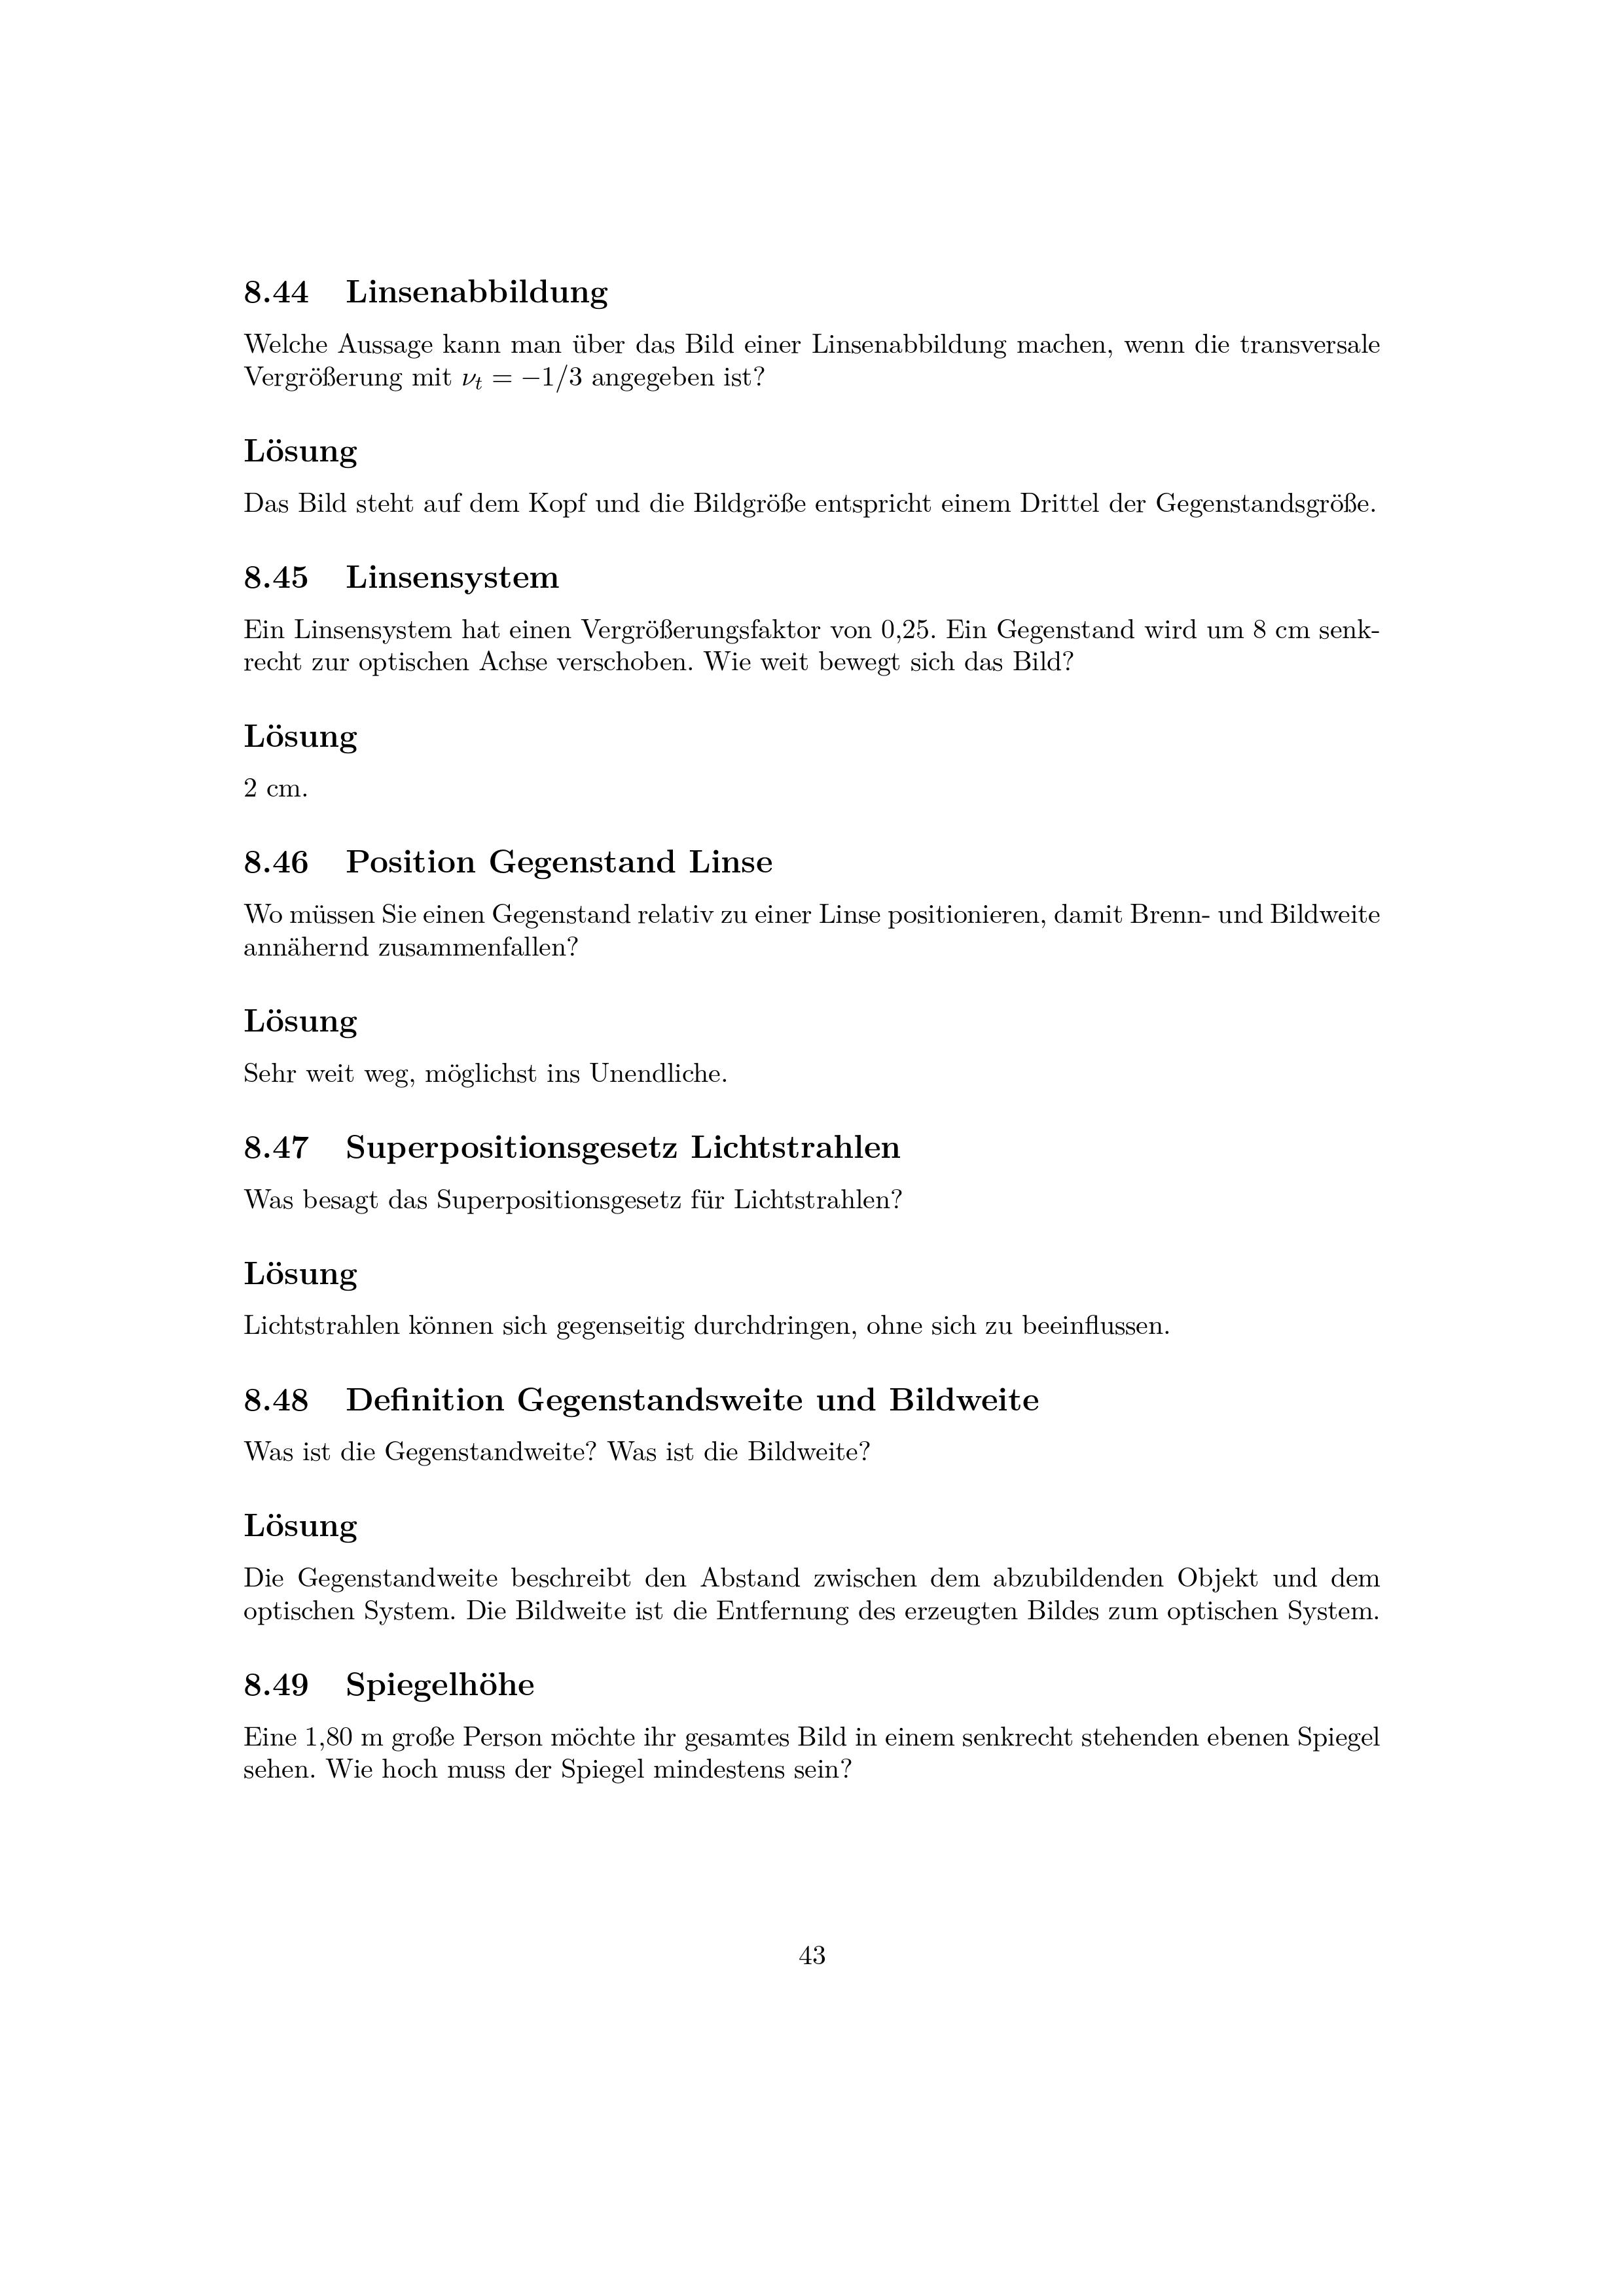 8.44 Linsenabbildung
Welche Aussage kann man über das Bild einer Linsenabbildung machen, wenn die transversale
Vergrößerung mit νt = −1/3 angegeben ist?
Lösung
Das Bild steht auf dem Kopf und die Bildgröße entspricht einem Drittel der Gegenstandsgröße.
8.45 Linsensystem
Ein Linsensystem hat einen Vergrößerungsfaktor von 0,25. Ein Gegenstand wird um 8 cm senk-
recht zur optischen Achse verschoben. Wie weit bewegt sich das Bild?
Lösung
2 cm.
8.46 Position Gegenstand Linse
Wo müssen Sie einen Gegenstand relativ zu einer Linse positionieren, damit Brenn- und Bildweite
annähernd zusammenfallen?
Lösung
Sehr weit weg, möglichst ins Unendliche.
8.47 Superpositionsgesetz Lichtstrahlen
Was besagt das Superpositionsgesetz für Lichtstrahlen?
Lösung
Lichtstrahlen können sich gegenseitig durchdringen, ohne sich zu beeinflussen.
8.48 Definition Gegenstandsweite und Bildweite
Was ist die Gegenstandweite? Was ist die Bildweite?
Lösung
Die Gegenstandweite beschreibt den Abstand zwischen dem abzubildenden Objekt und dem
optischen System. Die Bildweite ist die Entfernung des erzeugten Bildes zum optischen System.
8.49 Spiegelhöhe
Eine 1,80 m große Person möchte ihr gesamtes Bild in einem senkrecht stehenden ebenen Spiegel
sehen. Wie hoch muss der Spiegel mindestens sein?
43